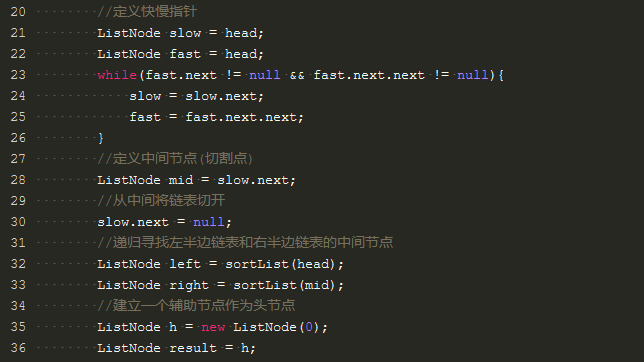 20 //定义快慢指针
21 ListNode slow = head;
22 ListNode fast = head;
23 while(fast.next != null && fast.next.next != null){
24 slow = slow.next;
25 fast = fast.next.next;
26 }
27 //定义中间节点(切割点)
28 ListNode mid = slow.next;
29 //从中间将链表切开
30 slow.next = null;
31 //递归寻找左半边链表和右半边链表的中间节点
32 ListNode left = sortList(head);
33 ListNode right = sortList(mid);
34 //建立一个辅助节点作为头节点
35 ListNode h = new ListNode(0);
36 ListNode result = h;